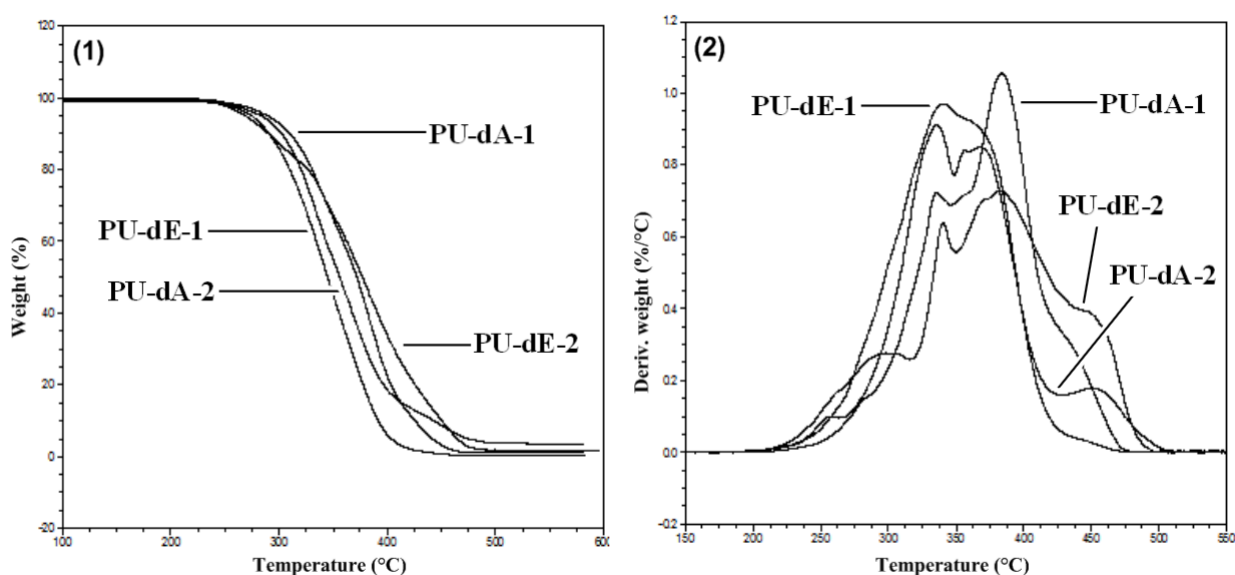 (1)
120
100
80
60
40
20
0
-20
Weight (%)
PU-dA-1
PU-dE-1
PU-dA-2
PU-dE-2
100
200
300
400
500
600
Temperature (°C)
(2)
1.2
1.0
0.8
0.6
0.4
0.2
0.0
-0.2
Deriv. weight (%/°C)
PU-dE-1
PU-dA-1
PU-dE-2
PU-dA-2
150
200
250
300
350
400
450
500
550
Temperature (°C)